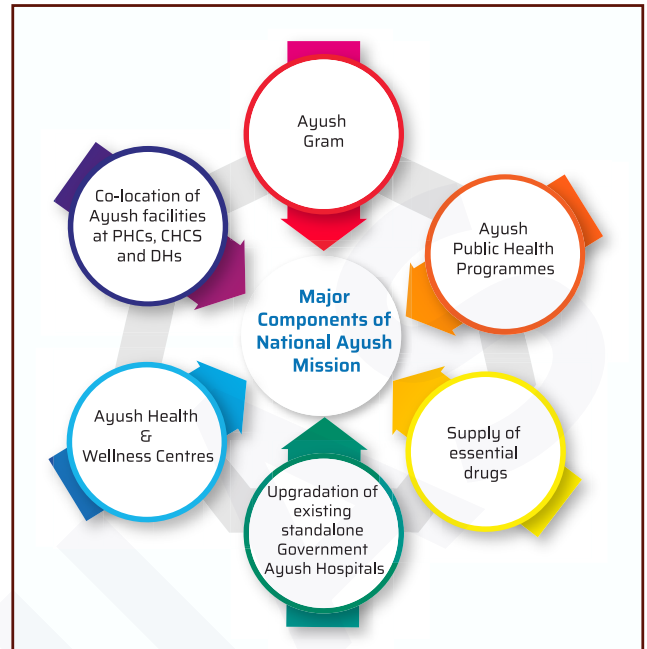 Ayush
Gram
Co-location of
Ayush facilities
at PHCs, CHCS
and DHs
Ayush
Public Health
Programmes
Major
Components of
National Ayush
Mission
Ayush Health
&
Wellness Centres
Supply of
essential
drugs
Upgradation of
existing
standalone
Government
Ayush Hospitals